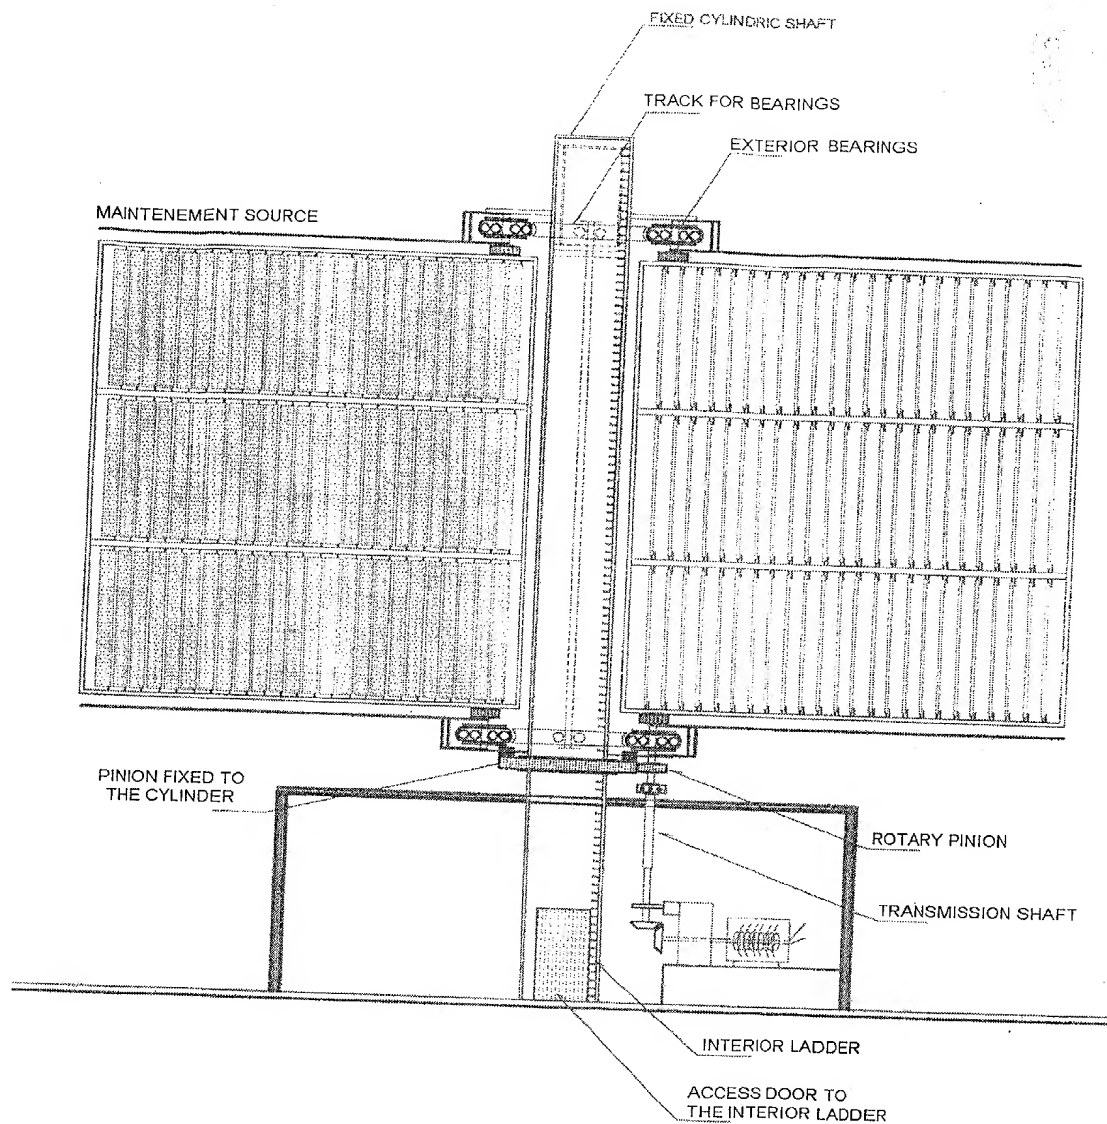 FIXED CYLINDRIC SHAFT
TRACK FOR BEARINGS
EXTERIOR BEARINGS
MAINTENEMENT SOURCE
PINION FIXED TO
THE CYLINDER
ROTARY PINION
TRANSMISSION SHAFT
INTERIOR LADDER
ACCESS DOOR TO
THE INTERIOR LADDER